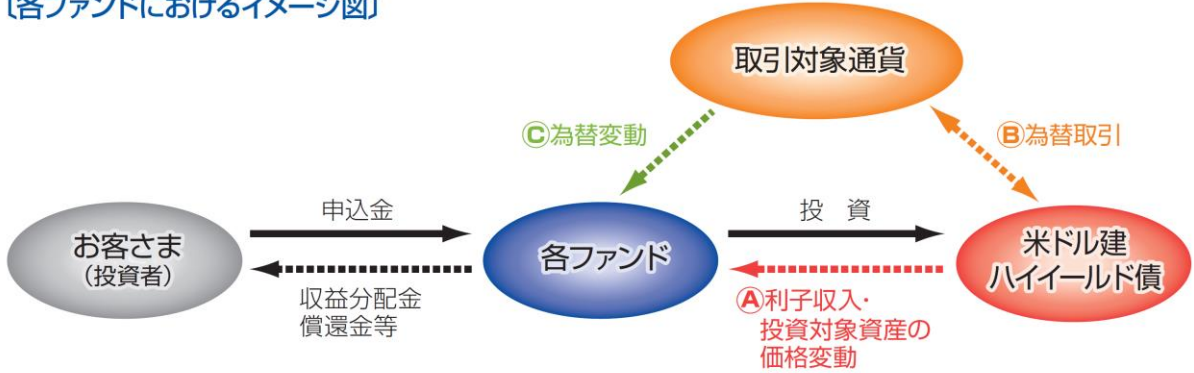 〔各ファンドにおけるイメージ図〕
取引対象通貨
Ⓒ為替変動
Ⓑ為替取引
申込金
投　資
お客さま
（投資者）
各ファンド
米ドル建
ハイイールド債
収益分配金
償還金等
Ⓐ利子収入・
投資対象資産の
価格変動